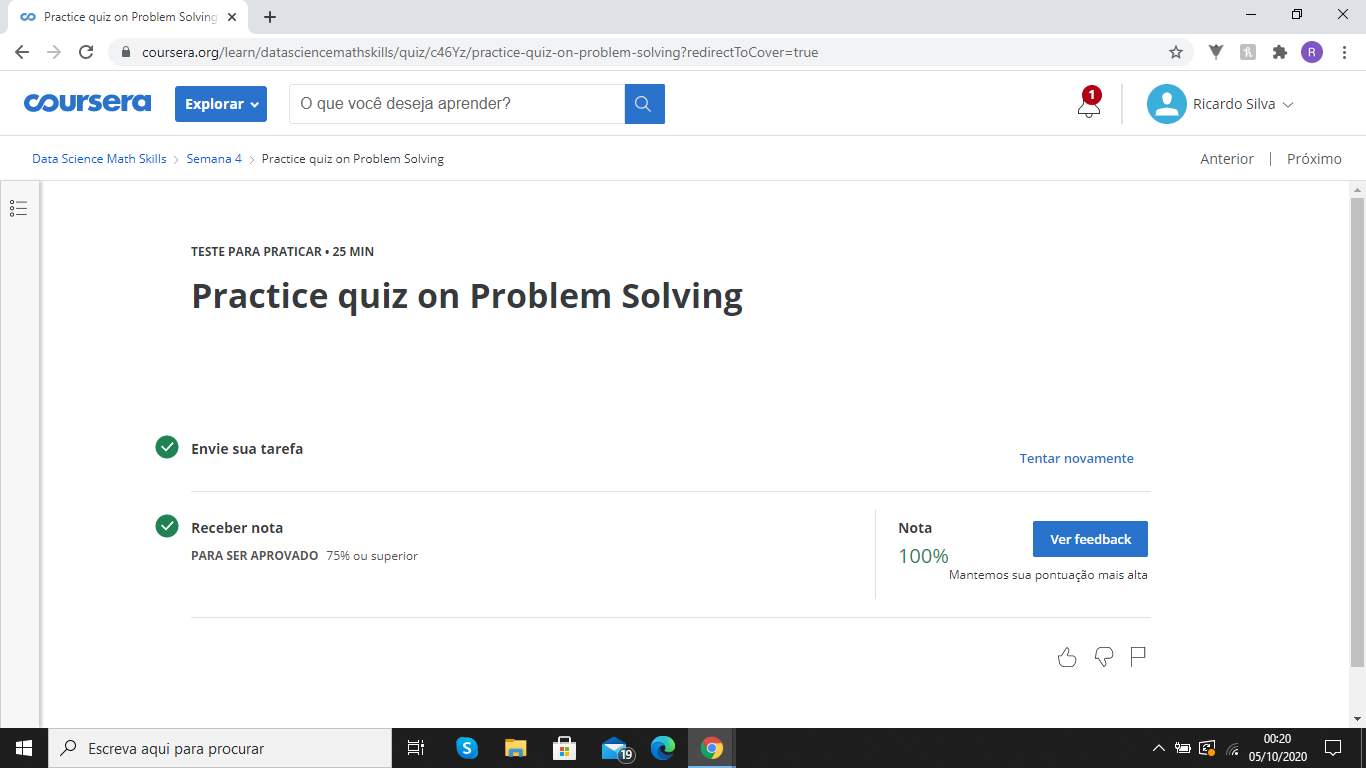 Practice quiz on Problem Solving
coursera.org/learn/datasciencemathskills/quiz/c46Yz/practice-quiz-on-problem-solving?redirectToCover=true
R
coursera
Explorar
O que você deseja aprender?
1
Ricardo Silva
Data Science Math Skills
Semana 4
Practice quiz on Problem Solving
Anterior | Próximo
TESTE PARA PRATICAR • 25 MIN
Practice quiz on Problem Solving
Envie sua tarefa
Tentar novamente
Receber nota
PARA SER APROVADO 75% ou superior
Nota
100%
Ver feedback
Mantemos sua pontuação mais alta
Escreva aqui para procurar
19
00:20
05/10/2020